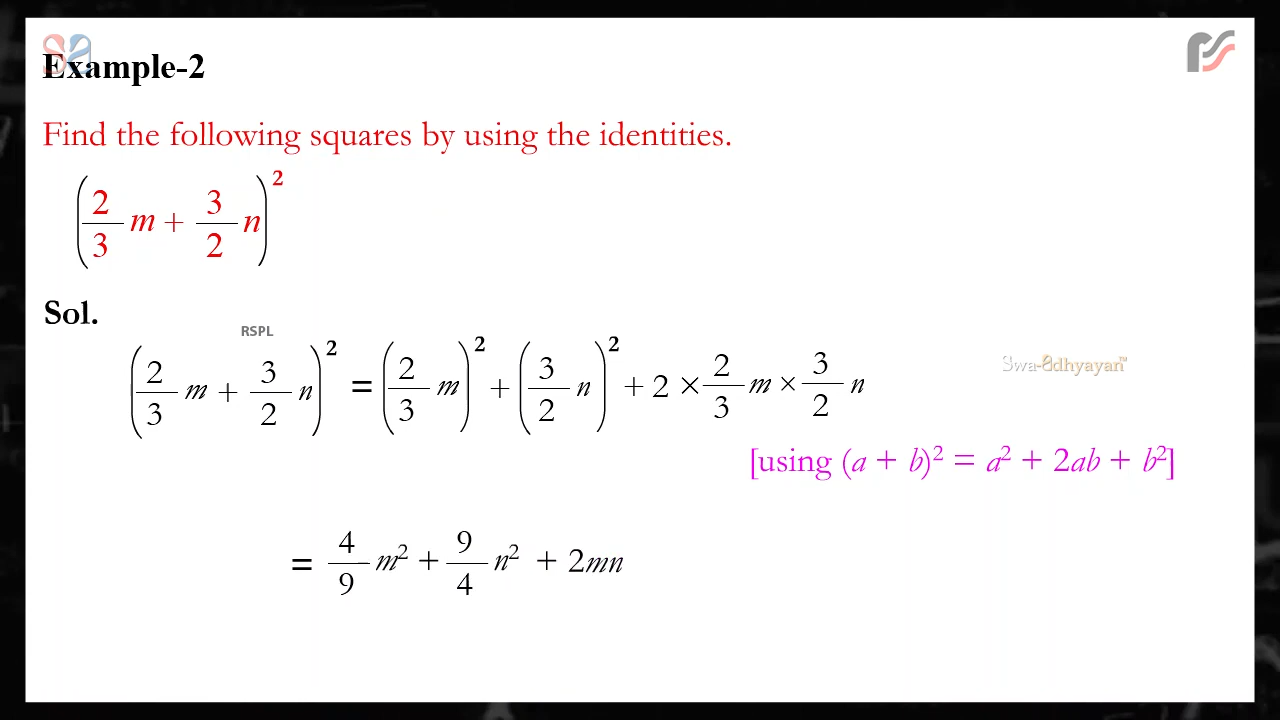 Example-2
Find the following squares by using the identities.
(2/3 m + 3/2 n)²
Sol.
RSPL
(2/3 m + 3/2 n)² = (2/3 m)² + (3/2 n)² + 2 × 2/3 m × 3/2 n
Swa-adhyayan™
[using (a + b)² = a² + 2ab + b²]
= 4/9 m² + 9/4 n² + 2mn